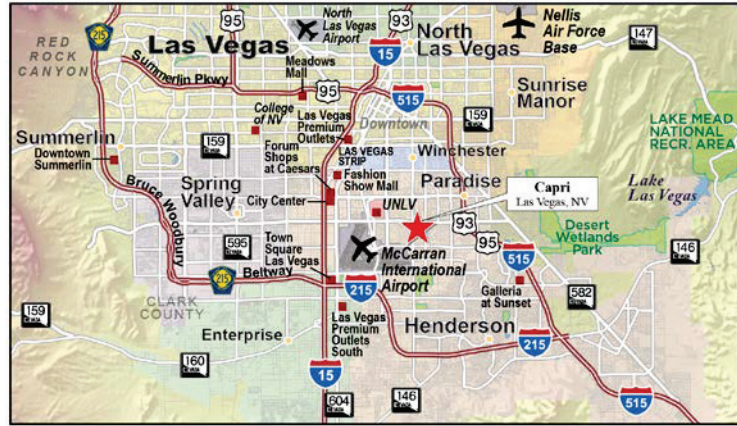 215
95
North
Las Vegas
Airport
93
15
North
Las Vegas
Nellis
Air Force
Base
147
RED
ROCK
CANYON
Las Vegas
Summerlin Pkwy
Meadows
Mall
95
515
Sunrise
Manor
159
College
of NV
Las Vegas
Premium
Outlets
Downtown
LAKE MEAD
NATIONAL
RECR. AREA
Summerlin
Downtown
Summerlin
159
Forum
Shops
at Caesars
LAS VEGAS
STRIP
Winchester
Fashion
Show Mall
Paradise
Capri
Las Vegas, NV
Lake
Las Vegas
Bruce Woodbury
Spring
Valley
City Center
UNLV
93
95
Desert
Wetlands
Park
595
Town
Square
Las Vegas
McCarran
International
Airport
515
146
215
Beltway
215
Galleria
at Sunset
582
CLARK
COUNTY
159
Enterprise
Las Vegas
Premium
Outlets
South
Henderson
215
160
15
604
146
515